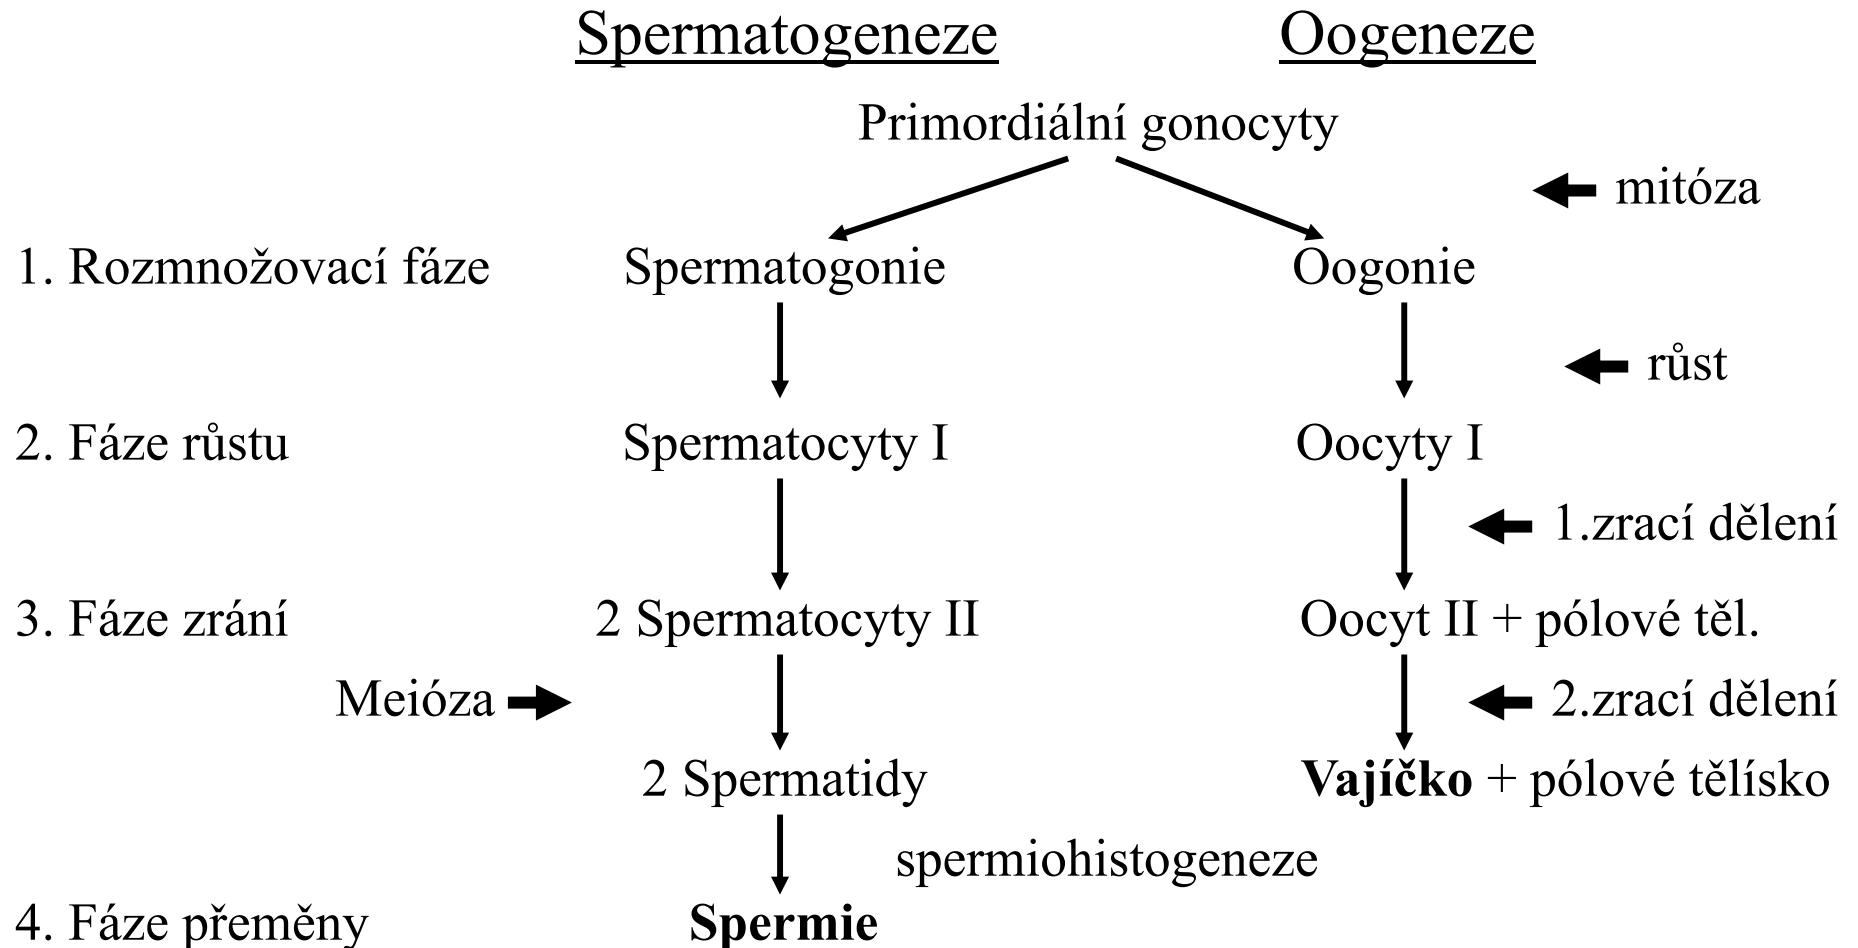 Spermatogeneze Oogeneze
Primordiální gonocyty
mitóza
1. Rozmnožovací fáze Spermatogonie Oogonie
růst
2. Fáze růstu Spermatocyty I Oocyty I
1.zrací dělení
3. Fáze zrání 2 Spermatocyty II Oocyt II + pólové těl.
Meióza 2.zrací dělení
2 Spermatidy Vajíčko + pólové tělísko
spermiohistogeneze
4. Fáze přeměny Spermie